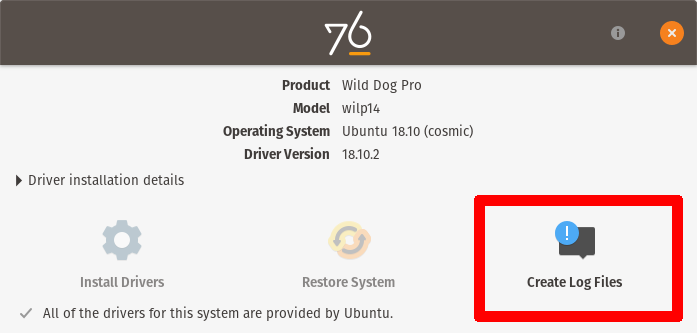 76
Product Wild Dog Pro
Model wilp14
Operating System Ubuntu 18.10 (cosmic)
Driver Version 18.10.2
Driver installation details
Install Drivers Restore System Create Log Files
All of the drivers for this system are provided by Ubuntu.